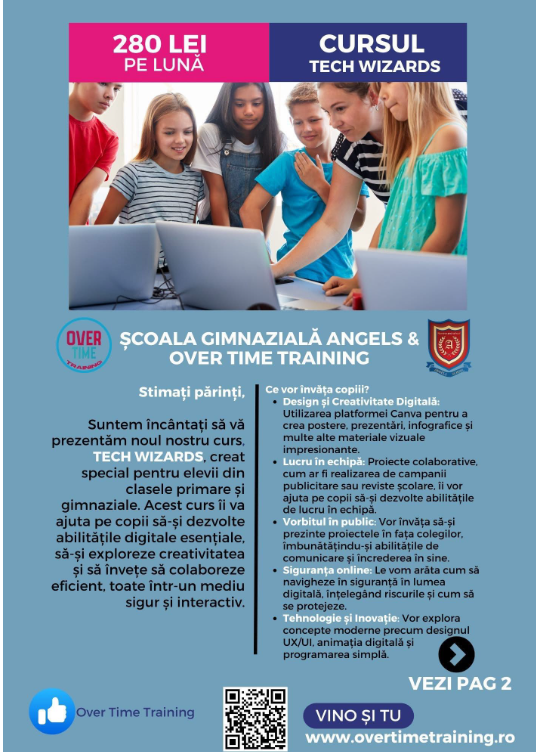 280 LEI
PE LUNĂ
CURSUL
TECH WIZARDS
OVER
TIME
TRAINING
ȘCOALA GIMNAZIALĂ ANGELS &
OVER TIME TRAINING
Stimați părinți,
Suntem încântați să vă
prezentăm noul nostru curs,
TECH WIZARDS, creat
special pentru elevii din
clasele primare și
gimnaziale. Acest curs îi va
ajuta pe copii să-și dezvolte
abilitățile digitale esențiale,
să-și exploreze creativitatea
și să învețe să colaboreze
eficient, toate într-un mediu
sigur și interactiv.
Ce vor învăța copiii?
• Design și Creativitate Digitală:
Utilizarea platformei Canva pentru a
crea postere, prezentări, infografice și
multe alte materiale vizuale
impresionante.
• Lucru în echipă: Proiecte colaborative,
cum ar fi realizarea de campanii
publicitare sau reviste școlare, îi vor
ajuta pe copii să-și dezvolte abilitățile
de lucru în echipă.
• Vorbitul în public: Vor învăța să-și
prezinte proiectele în fața colegilor,
îmbunătățindu-și abilitățile de
comunicare și încrederea în sine.
• Siguranța online: Le vom arăta cum să
navigheze în siguranță în lumea
digitală, înțelegând riscurile și cum să
se protejeze.
• Tehnologie și Inovație: Vor explora
concepte moderne precum designul
UX/UI, animația digitală și
programarea simplă.
VEZI PAG 2
Over Time Training
VINO ȘI TU
www.overtimetraining.ro